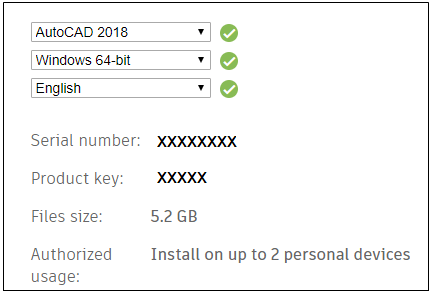 AutoCAD 2018
Windows 64-bit
English
Serial number: XXXXXXXX
Product key: XXXXX
Files size: 5.2 GB
Authorized Install on up to 2 personal devices
usage: